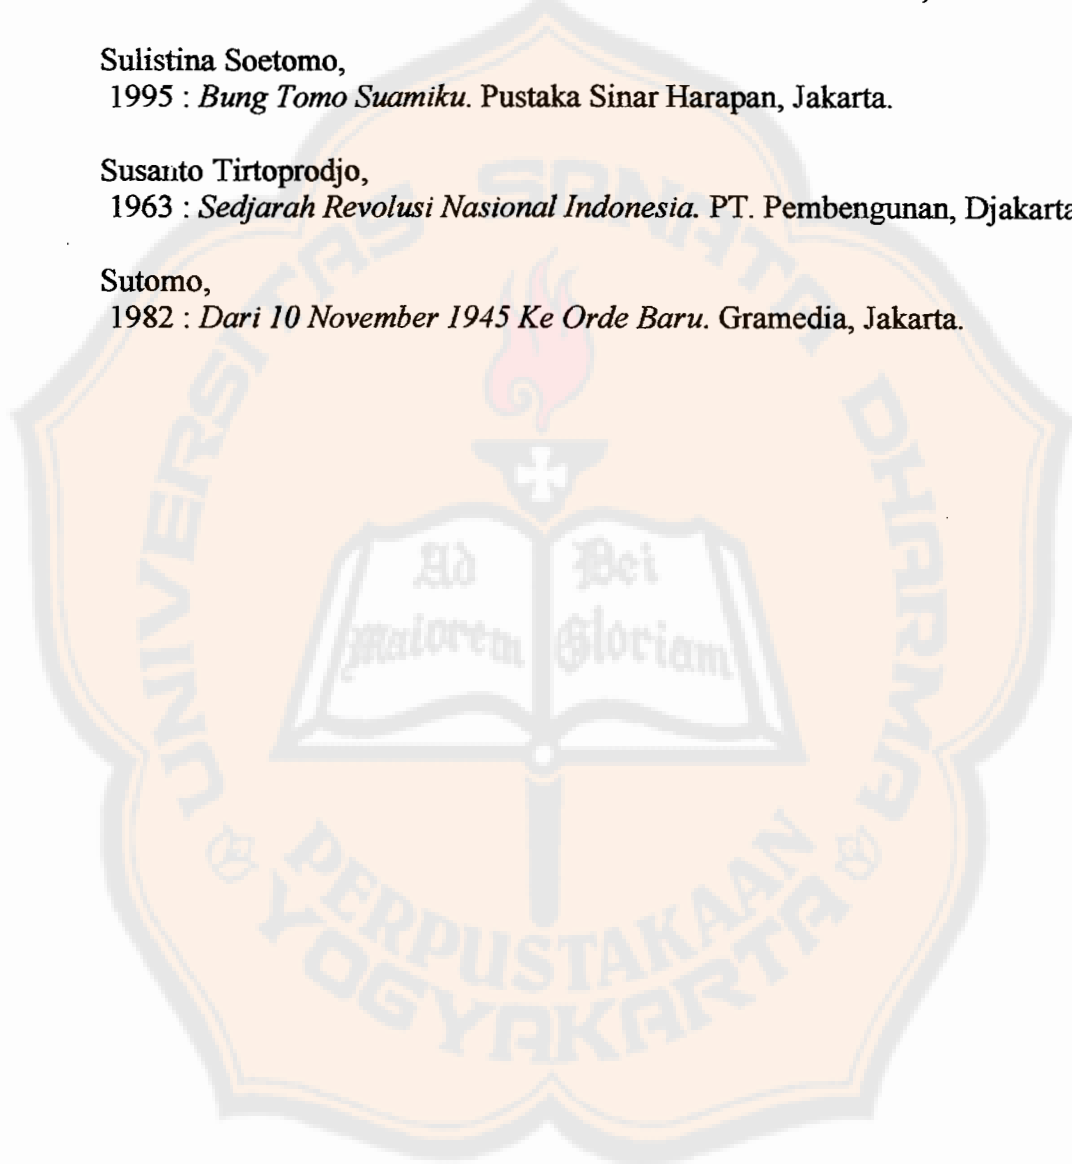 Sulistina Soetomo,
1995 : Bung Tomo Suamiku. Pustaka Sinar Harapan, Jakarta.
Susanto Tirtoprodjo,
1963 : Sedjarah Revolusi Nasional Indonesia. PT. Pembengunan, Djakarta
Sutomo,
1982 : Dari 10 November 1945 Ke Orde Baru. Gramedia, Jakarta.
UNIVERSITAS SANATA DHARMA
Ad Dei
Maiorem Gloriam
PERPUSTAKAAN
YOGYAKARTA